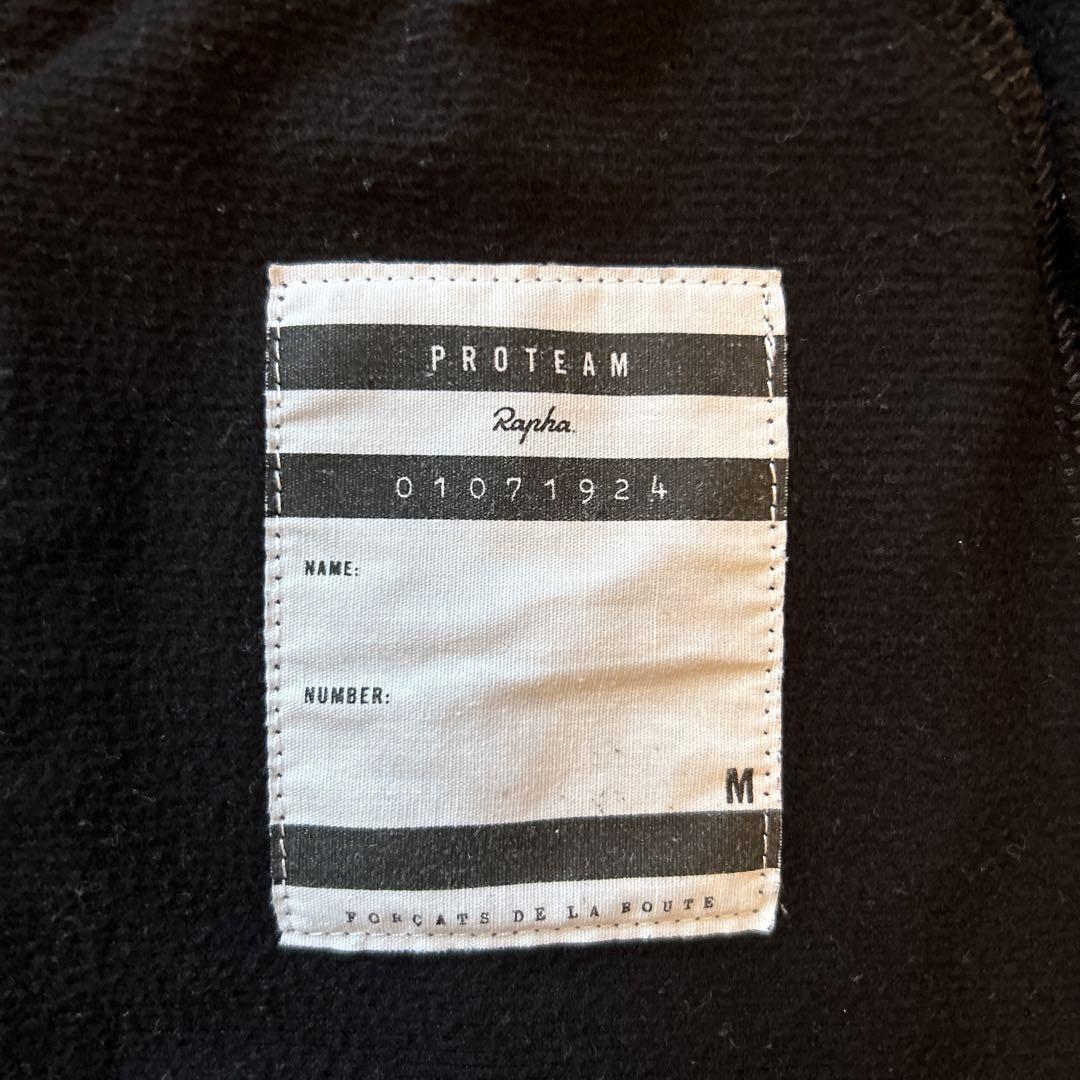 PROTEAM
Rapha.
01071924
NAME:
NUMBER:
M
FORÇATS DE LA ROUTE